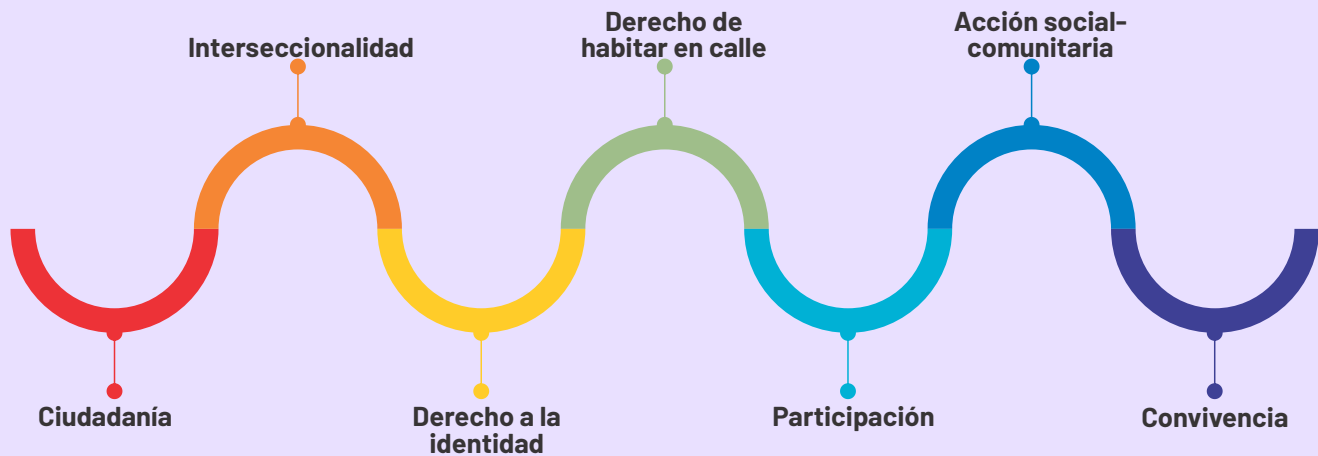 Derecho de
habitar en calle
Acción social-
comunitaria
Interseccionalidad
Ciudadanía
Derecho a la
identidad
Participación
Convivencia